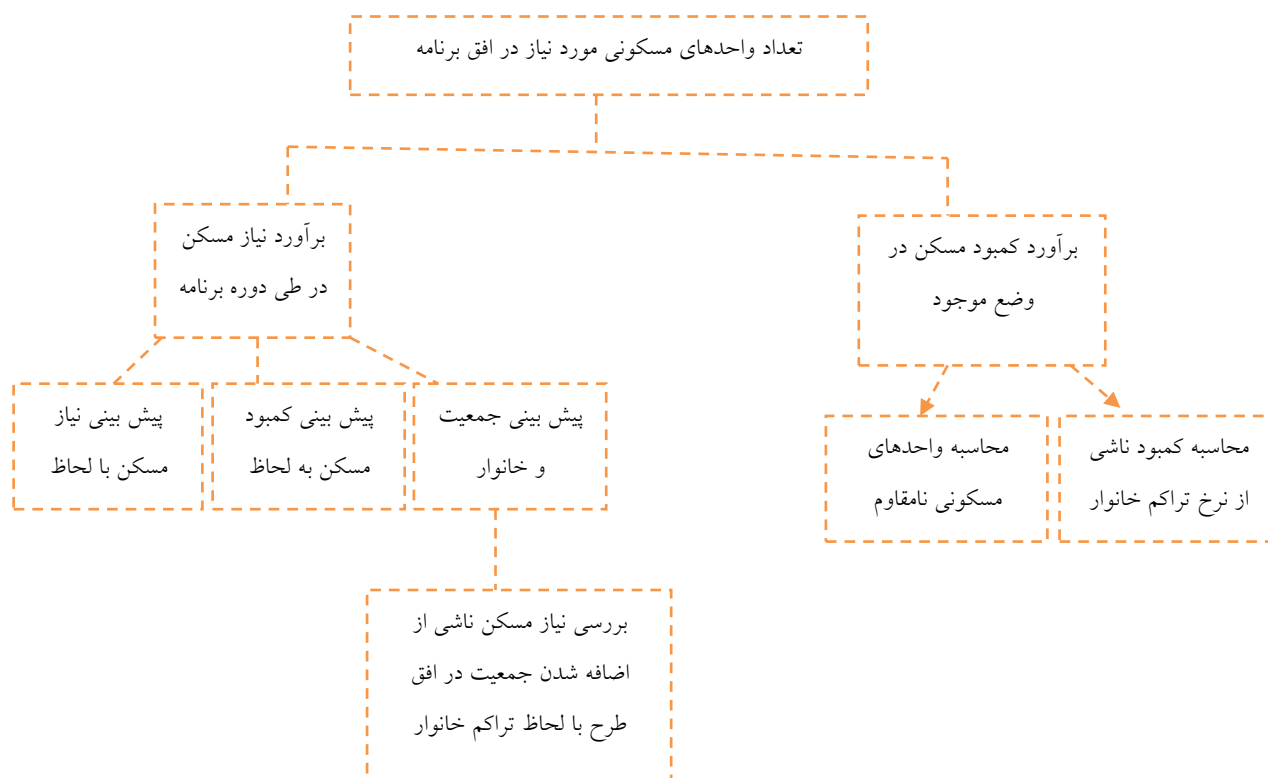 تعداد واحدهای مسکونی مورد نیاز در افق برنامه
برآورد کمبود مسکن در
وضع موجود
برآورد نیاز مسکن
در طی دوره برنامه
محاسبه کمبود ناشی
از نرخ تراکم خانوار
محاسبه واحدهای
مسکونی نامقاوم
پیش بینی جمعیت
و خانوار
پیش بینی کمبود
مسکن به لحاظ
پیش بینی نیاز
مسکن با لحاظ
بررسی نیاز مسکن ناشی از
اضافه شدن جمعیت در افق
طرح با لحاظ تراکم خانوار